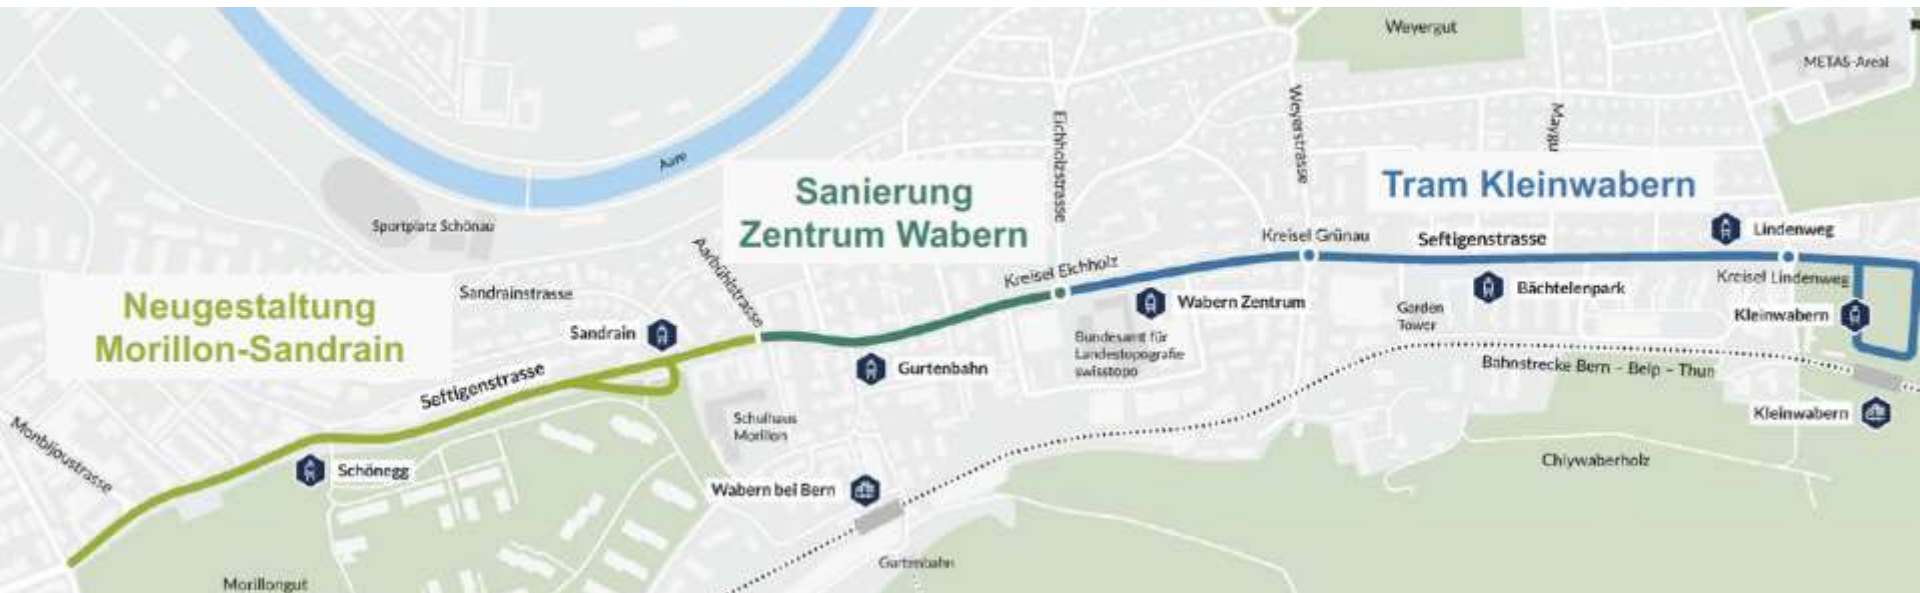 Weyergut
METAS-Areal
Eichholzstrasse
Weyerstrasse
Aare
Sanierung
Zentrum Wabern
Tram Kleinwabern
Sportplatz Schönau
Aarbühlstrasse
Kreisel Grünau
Seftigenstrasse
Lindenweg
Kreisel Eichholz
Kreisel Lindenweg
Neugestaltung
Morillon-Sandrain
Sandrainstrasse
Sandrain
Wabern Zentrum
Bächtelenpark
Garden
Tower
Kleinwabern
Bundesamt für
Landestopografie
swisstopo
Gurtenbahn
Bahnstrecke Bern - Belp - Thun
Seftigenstrasse
Schulhaus
Morillon
Kleinwabern
Monbijoustrasse
Schönegg
Wabern bei Bern
Chlywaberholz
Gurtenbahn
Morillongut